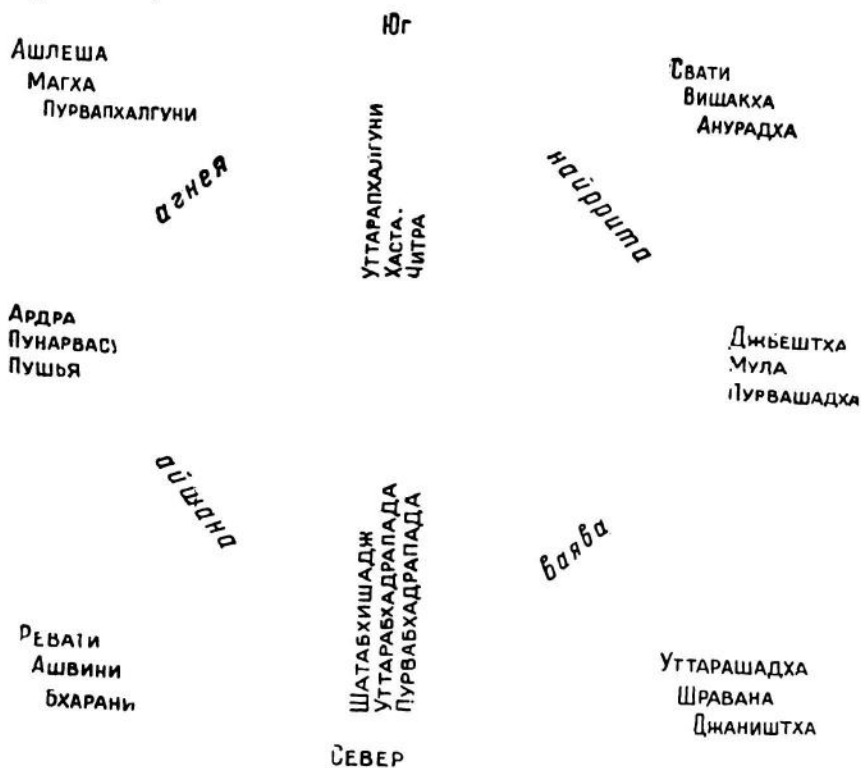 Юг
Ашлеша
Магха
Пурвапхалгуни
Свати
Вишакха
Анурадха
Уттарапхалгуни
Хаста.
Читра
агнея
найррита
Ардра
Пунарвасу
Пушья
Джьештха
Мула
Пурвашадха
айшана
ваява
Шатабхишадж
Уттарабхадрапада
Пурвабхадрапада
Ревати
Ашвини
Бхарани
Уттарашадха
Шравана
Джаништха
Север